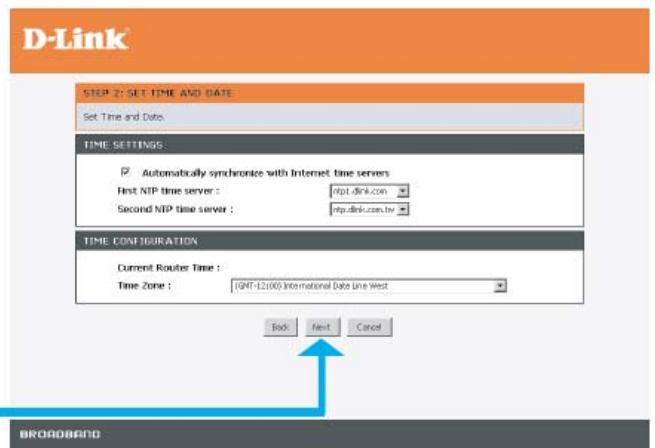 D-Link
STEP 2: SET TIME AND DATE
Set Time and Date.
TIME SETTINGS
Automatically synchronize with Internet time servers
First NTP time server : ntp1.dlink.com
Second NTP time server : ntp.dlink.com.tw
TIME CONFIGURATION
Current Router Time :
Time Zone : (GMT-12:00) International Date Line West
Back Next Cancel
BROADBAND